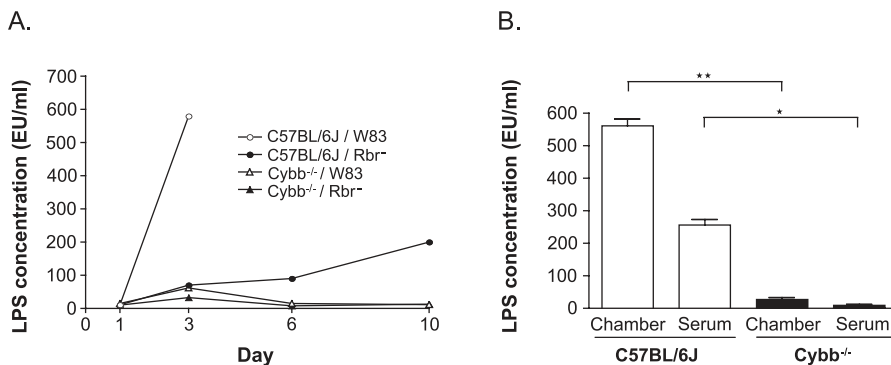 A.
LPS concentration (EU/ml)
700
600
500
400
300
200
100
0
0 1 3 6 10
Day
C57BL/6J / W83
C57BL/6J / Rbr⁻
Cybb⁻/⁻ / W83
Cybb⁻/⁻ / Rbr⁻
B.
LPS concentration (EU/ml)
600
500
400
300
200
100
0
★★
★
Chamber Serum Chamber Serum
C57BL/6J Cybb⁻/⁻